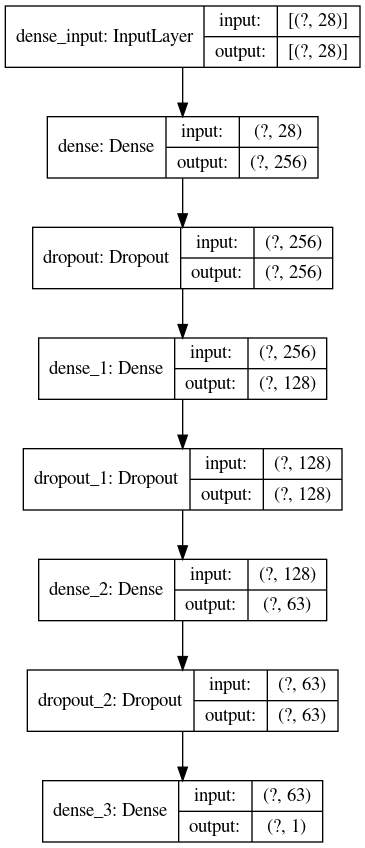 dense_input: InputLayer
input: [(?, 28)]
output: [(?, 28)]
dense: Dense
input: (?, 28)
output: (?, 256)
dropout: Dropout
input: (?, 256)
output: (?, 256)
dense_1: Dense
input: (?, 256)
output: (?, 128)
dropout_1: Dropout
input: (?, 128)
output: (?, 128)
dense_2: Dense
input: (?, 128)
output: (?, 63)
dropout_2: Dropout
input: (?, 63)
output: (?, 63)
dense_3: Dense
input: (?, 63)
output: (?, 1)